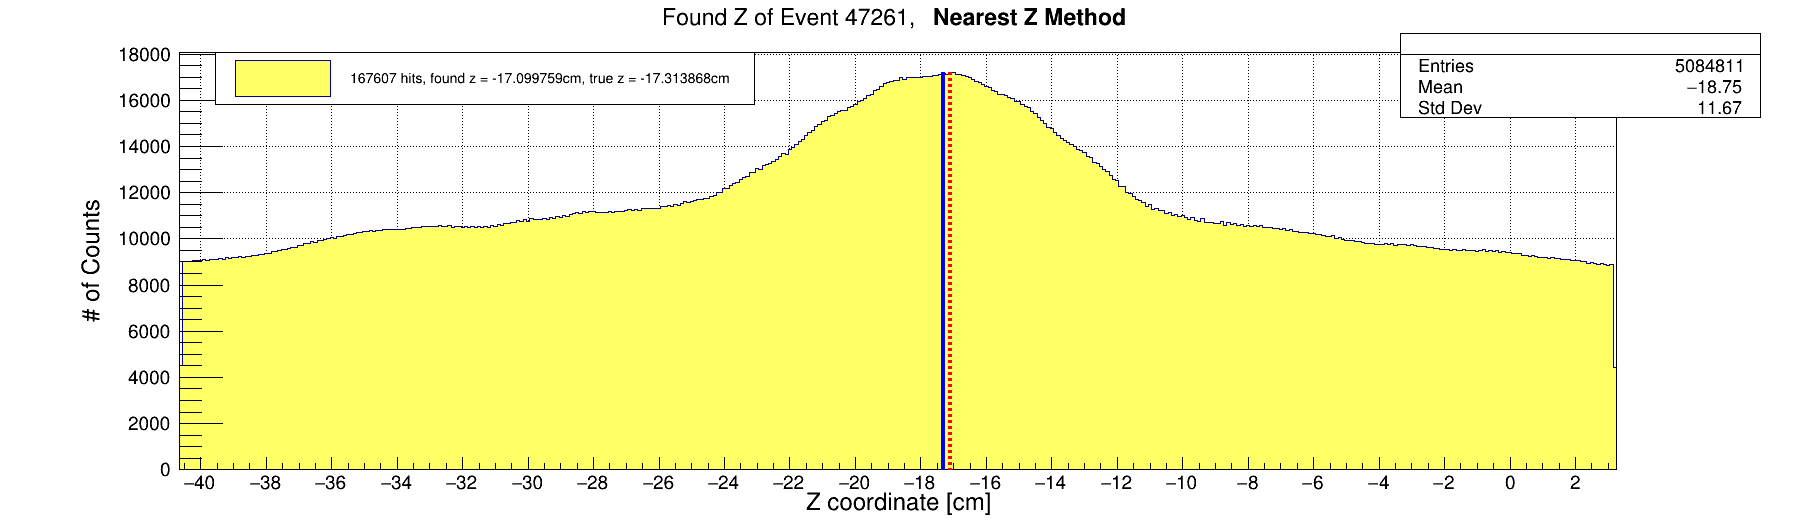 Found Z of Event 47261, Nearest Z Method
167607 hits, found z = -17.099759cm, true z = -17.313868cm
Entries 5084811
Mean −18.75
Std Dev 11.67
# of Counts
18000
16000
14000
12000
10000
8000
6000
4000
2000
0
−40 −38 −36 −34 −32 −30 −28 −26 −24 −22 −20 −18 −16 −14 −12 −10 −8 −6 −4 −2 0 2
Z coordinate [cm]